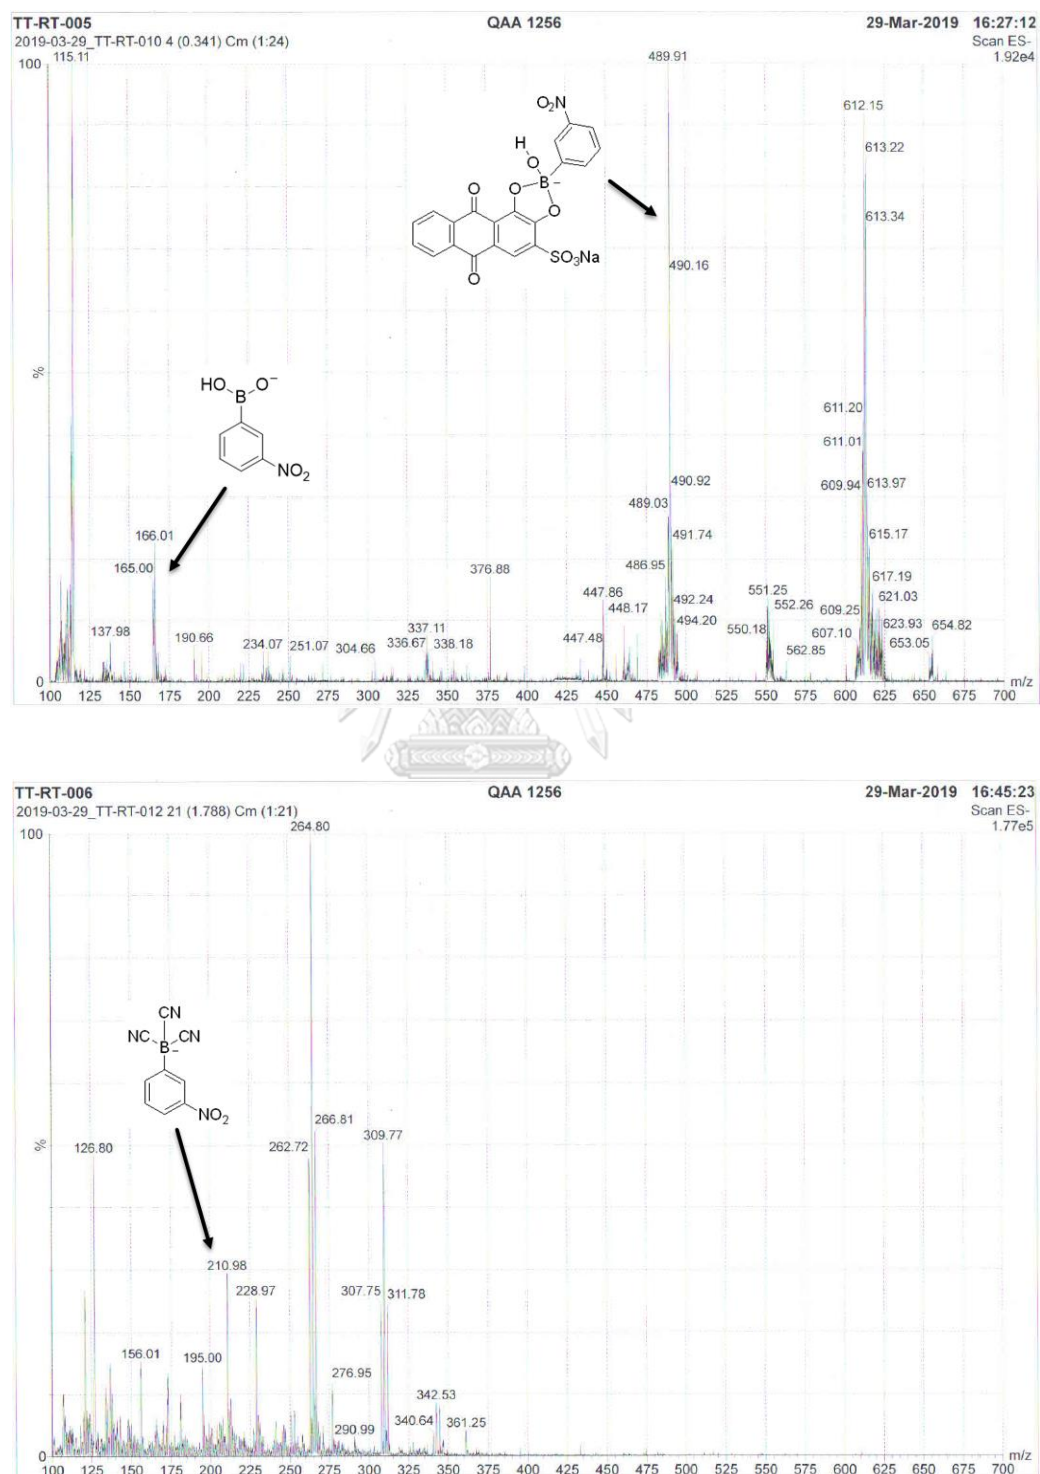 TT-RT-005 QAA 1256 29-Mar-2019 16:27:12
2019-03-29_TT-RT-010 4 (0.341) Cm (1:24) Scan ES-
1.92e4
115.11 489.91
100
O₂N
612.15
H
O
613.22
B−
O O
O
613.34
SO₃Na
490.16
O
%
HO B O−
611.20
611.01
NO₂
490.92
609.94 613.97
489.03
166.01
491.74 615.17
165.00
376.88
486.95
551.25 617.19
447.86
492.24 552.26 621.03
448.17
609.25
137.98 337.11
494.20 550.18 623.93 654.82
190.66 234.07 251.07 304.66 336.67 338.18 447.48 607.10 653.05
562.85
0 m/z
100 125 150 175 200 225 250 275 300 325 350 375 400 425 450 475 500 525 550 575 600 625 650 675 700
TT-RT-006 QAA 1256 29-Mar-2019 16:45:23
2019-03-29_TT-RT-012 21 (1.788) Cm (1:21) Scan ES-
1.77e5
264.80
100
CN
NC B− CN
NO₂
266.81
%
126.80 262.72 309.77
210.98
228.97 307.75 311.78
156.01 195.00
276.95 342.53
290.99 340.64 361.25
0 m/z
100 125 150 175 200 225 250 275 300 325 350 375 400 425 450 475 500 525 550 575 600 625 650 675 700